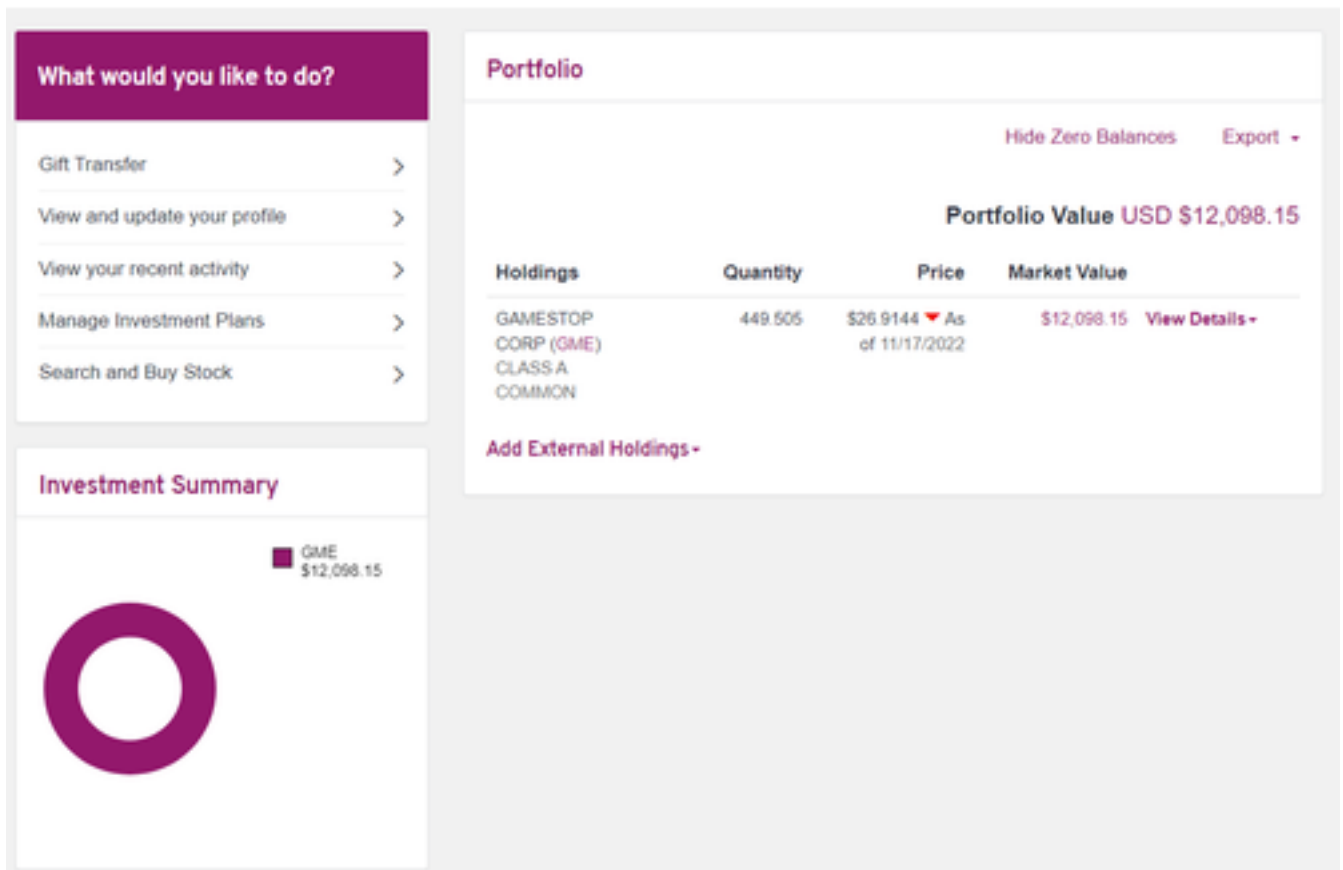 What would you like to do?
Gift Transfer
View and update your profile
View your recent activity
Manage Investment Plans
Search and Buy Stock
Investment Summary
GME
$12,098.15
Portfolio
Hide Zero Balances Export
Portfolio Value USD $12,098.15
Holdings Quantity Price Market Value
GAMESTOP 449.505 $26.9144 As $12,098.15 View Details
CORP (GME) of 11/17/2022
CLASS A
COMMON
Add External Holdings